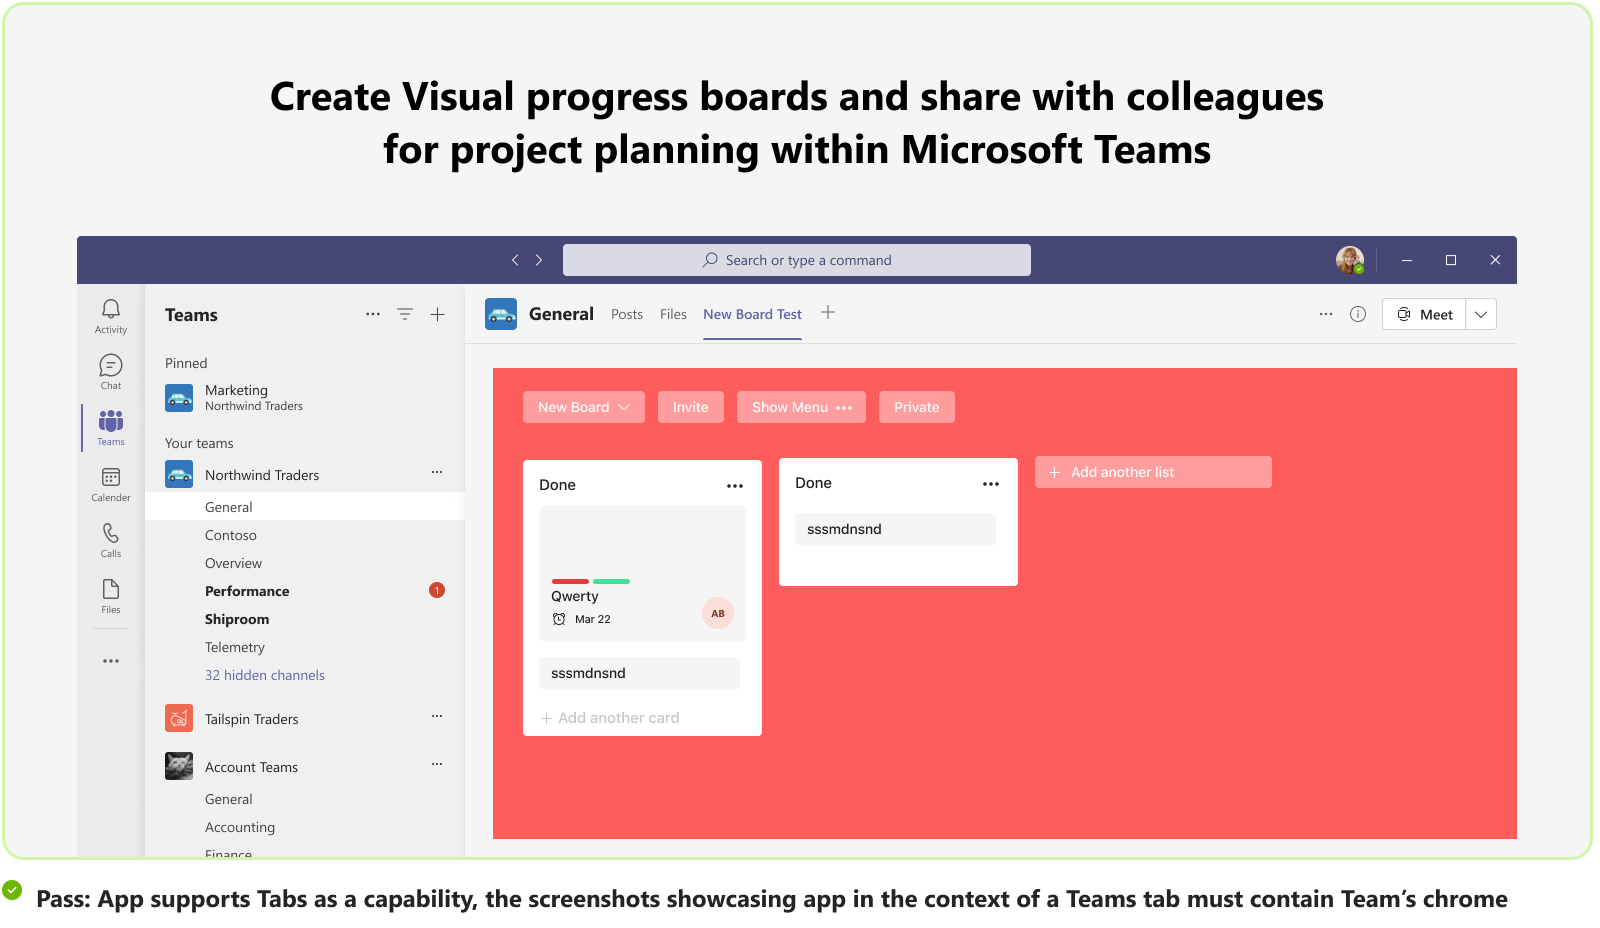 Create Visual progress boards and share with colleagues
for project planning within Microsoft Teams
Search or type a command
Activity
Chat
Teams
Calender
Calls
Files
Teams
Pinned
Marketing
Northwind Traders
Your teams
Northwind Traders
General
Contoso
Overview
Performance
1
Shiproom
Telemetry
32 hidden channels
Tailspin Traders
Account Teams
General
Accounting
Finance
General
Posts
Files
New Board Test
Meet
New Board
Invite
Show Menu
Private
Done
Qwerty
Mar 22
AB
sssmdnsnd
Add another card
Done
sssmdnsnd
Add another list
Pass: App supports Tabs as a capability, the screenshots showcasing app in the context of a Teams tab must contain Team’s chrome